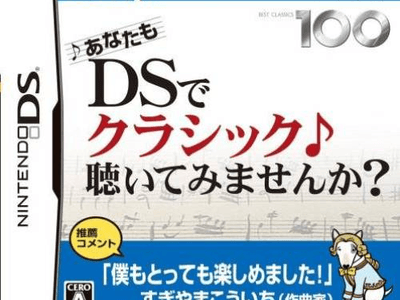 BEST CLASSICS 100
♪あなたも
DSで
クラシック♪
聴いてみませんか?
NINTENDO DS
推薦
コメント
「僕もとっても楽しめました!」
すぎやまこういち(作曲家)
CERO
A